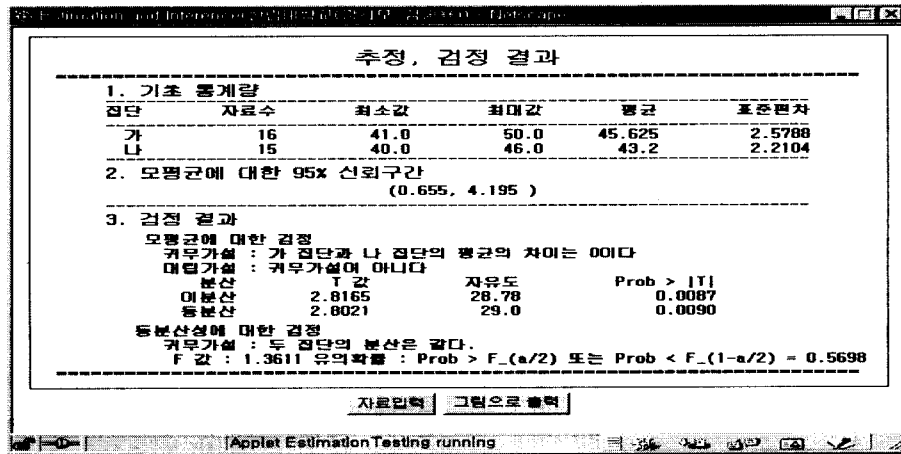 Estimation and Inference
Netscape
추정, 검정 결과
1. 기초 통계량
집단 자료수 최소값 최대값 평균 표준편차
가 16 41.0 50.0 45.625 2.5788
나 15 40.0 46.0 43.2 2.2104
2. 모평균에 대한 95% 신뢰구간
(0.655, 4.195 )
3. 검정 결과
모평균에 대한 검정
귀무가설 : 가 집단과 나 집단의 평균의 차이는 0이다
대립가설 : 귀무가설이 아니다
분산 T 값 자유도 Prob > |T|
이분산 2.8165 28.78 0.0087
등분산 2.8021 29.0 0.0090
등분산성에 대한 검정
귀무가설 : 두 집단의 분산은 같다.
F 값 : 1.3611 유의확률 : Prob > F_(a/2) 또는 Prob < F_(1-a/2) = 0.5698
자료입력 그림으로 출력
Applet EstimationTesting running